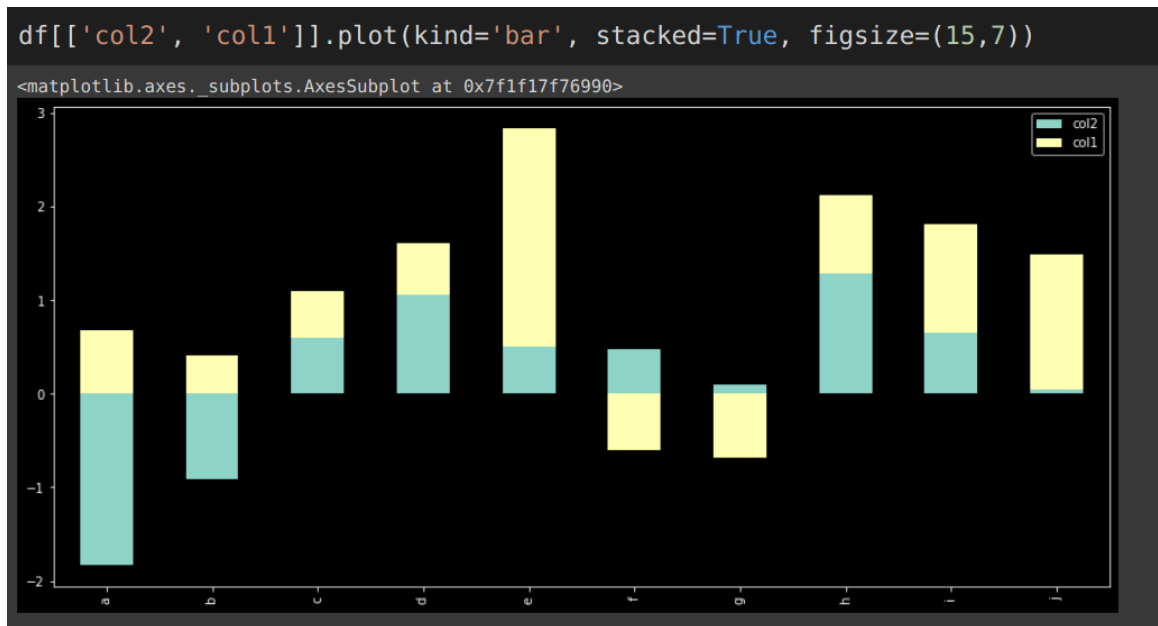 df[['col2', 'col1']].plot(kind='bar', stacked=True, figsize=(15,7))
<matplotlib.axes._subplots.AxesSubplot at 0x7f1f17f76990>
3
col2
col1
2
1
0
−1
−2
a b c d e f g h i j